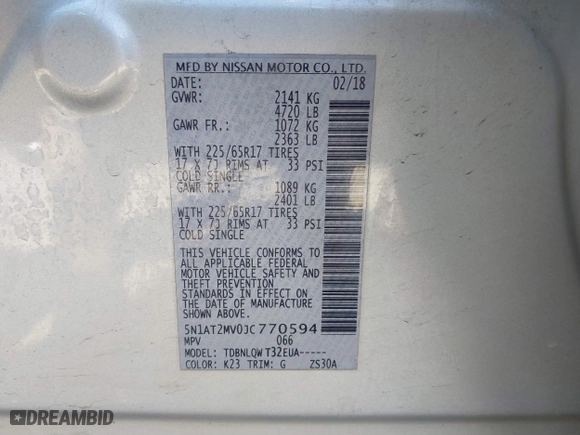 MFD BY NISSAN MOTOR CO., LTD.
DATE: 02/18
GVWR: 2141 KG
4720 LB
GAWR FR.: 1072 KG
2363 LB
WITH 225/65R17 TIRES
17 X 7J RIMS AT 33 PSI
COLD SINGLE
GAWR RR.: 1089 KG
2401 LB
WITH 225/65R17 TIRES
17 X 7J RIMS AT 33 PSI
COLD SINGLE
THIS VEHICLE CONFORMS TO
ALL APPLICABLE FEDERAL
MOTOR VEHICLE SAFETY AND
THEFT PREVENTION
STANDARDS IN EFFECT ON
THE DATE OF MANUFACTURE
SHOWN ABOVE.
5N1AT2MV0JC770594
MPV 066
MODEL: TDBNLQW T32EUA-----
COLOR: K23 TRIM: G ZS30A
DREAMBID